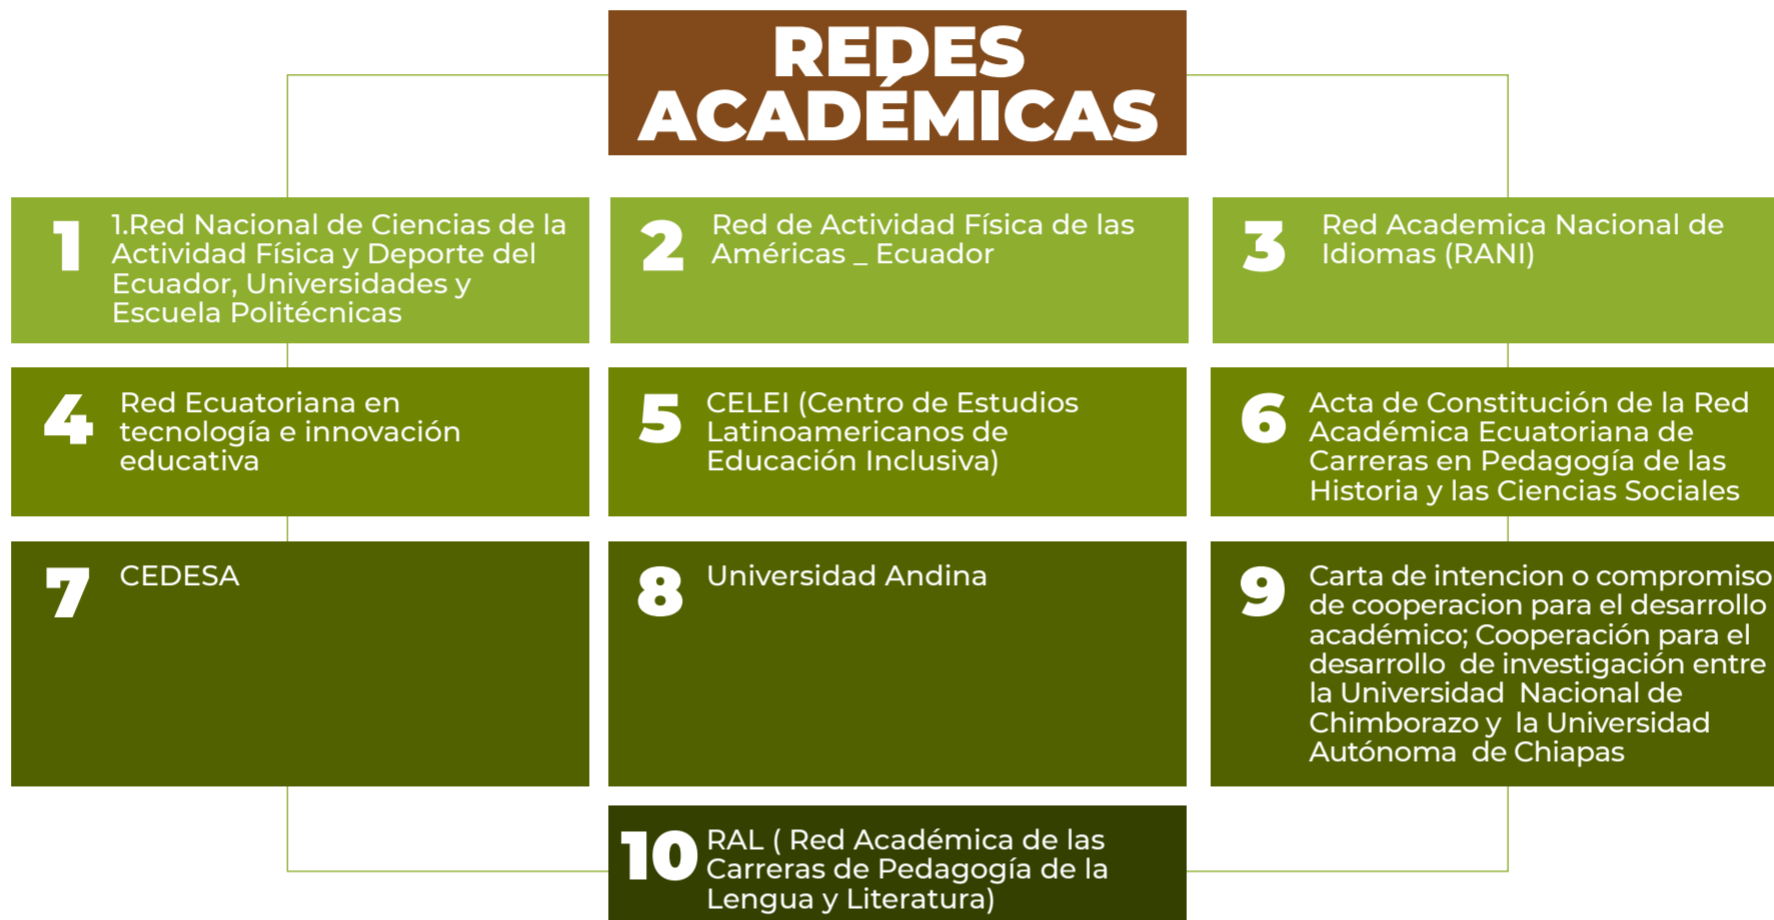 REDES
ACADÉMICAS
1
1.Red Nacional de Ciencias de la
Actividad Física y Deporte del
Ecuador, Universidades y
Escuela Politécnicas
2
Red de Actividad Física de las
Américas _ Ecuador
3
Red Academica Nacional de
Idiomas (RANI)
4
Red Ecuatoriana en
tecnología e innovación
educativa
5
CELEI (Centro de Estudios
Latinoamericanos de
Educación Inclusiva)
6
Acta de Constitución de la Red
Académica Ecuatoriana de
Carreras en Pedagogía de las
Historia y las Ciencias Sociales
7
CEDESA
8
Universidad Andina
9
Carta de intencion o compromiso
de cooperacion para el desarrollo
académico; Cooperación para el
desarrollo  de investigación entre
la Universidad  Nacional de
Chimborazo y  la Universidad
Autónoma  de Chiapas
10
RAL ( Red Académica de las
Carreras de Pedagogía de la
Lengua y Literatura)